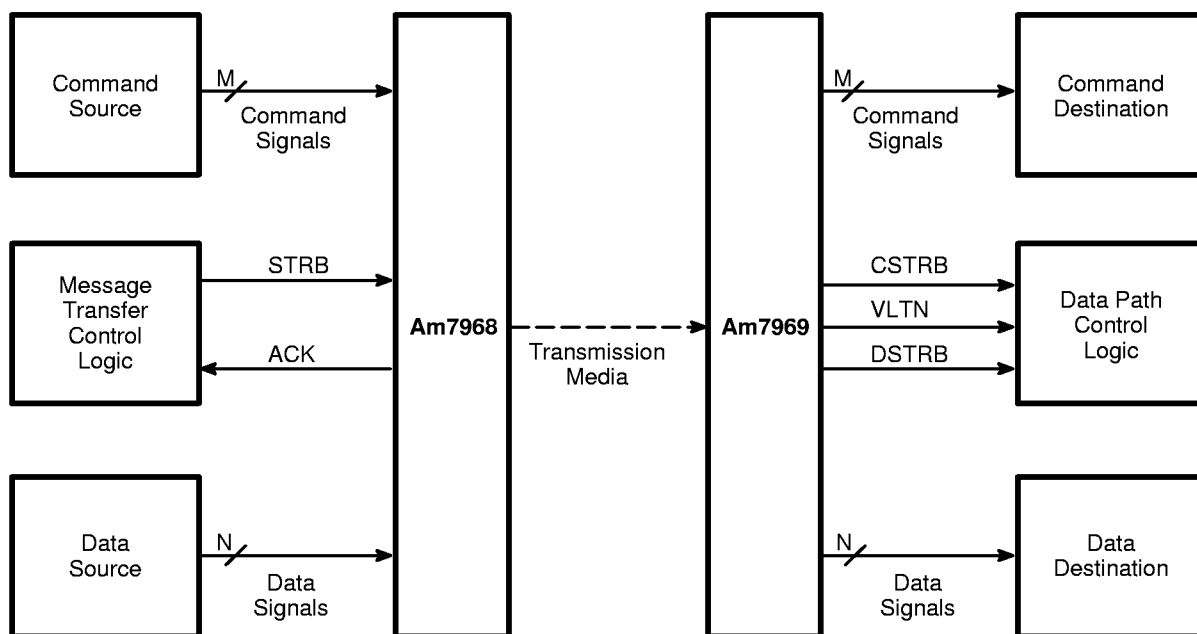 Command
Source
M
Command
Signals
Message
Transfer
Control
Logic
STRB
ACK
Data
Source
N
Data
Signals
Am7968
Transmission
Media
Am7969
M
Command
Signals
Command
Destination
CSTRB
VLTN
DSTRB
Data Path
Control
Logic
N
Data
Signals
Data
Destination